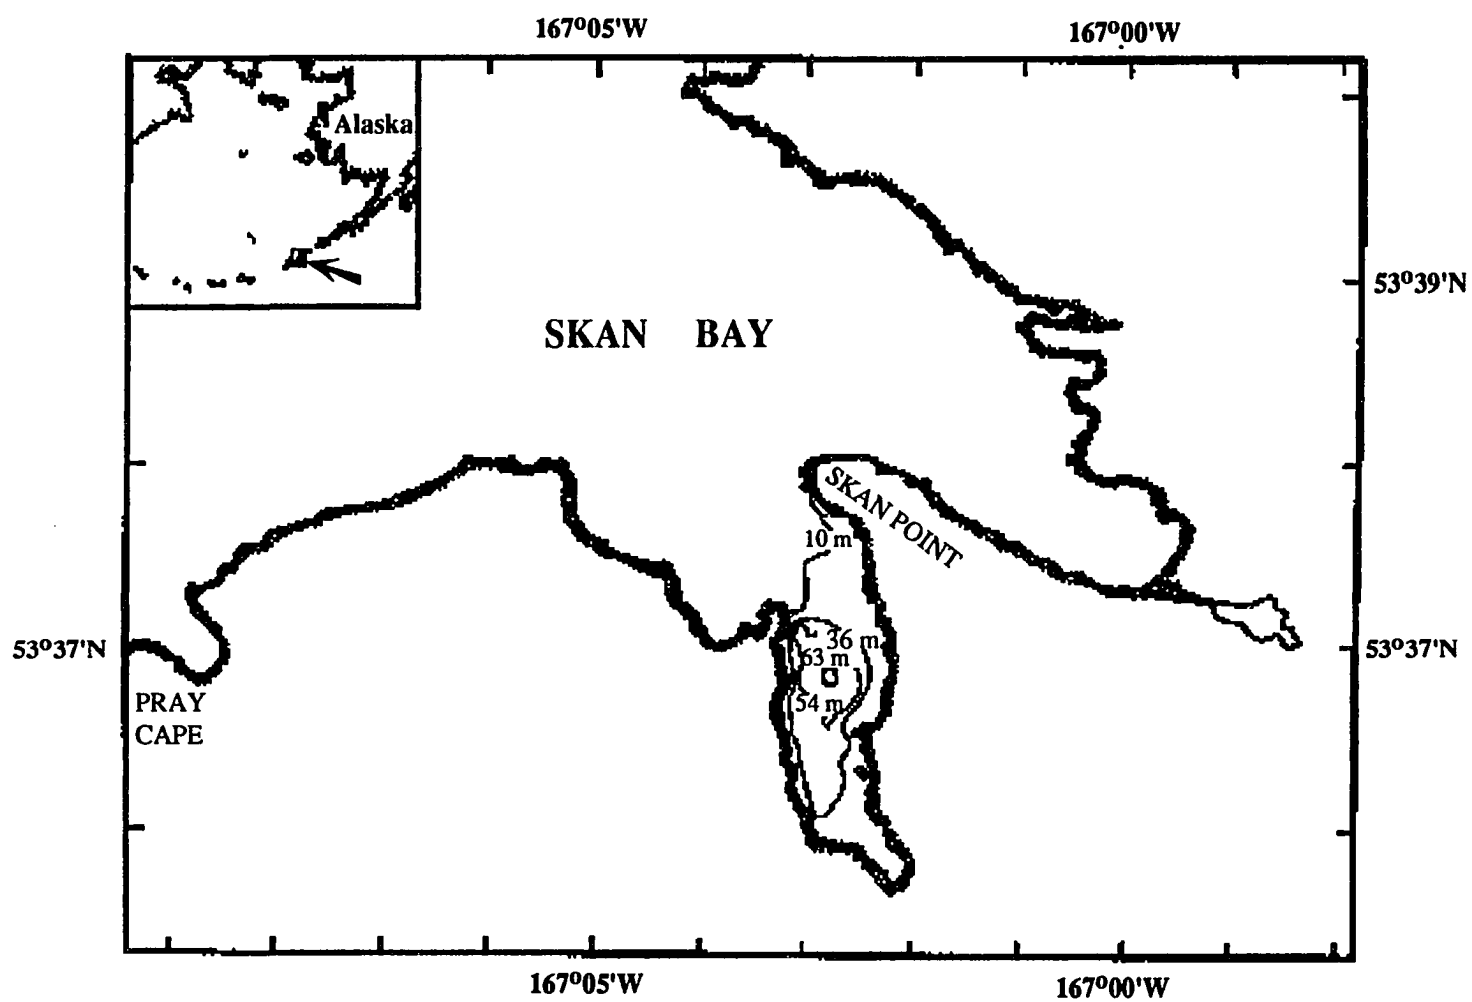 167°05'W 167°00'W
Alaska
53°39'N
SKAN BAY
SKAN POINT
10 m
36 m
53°37'N 53°37'N
63 m
54 m
PRAY
CAPE
167°05'W 167°00'W